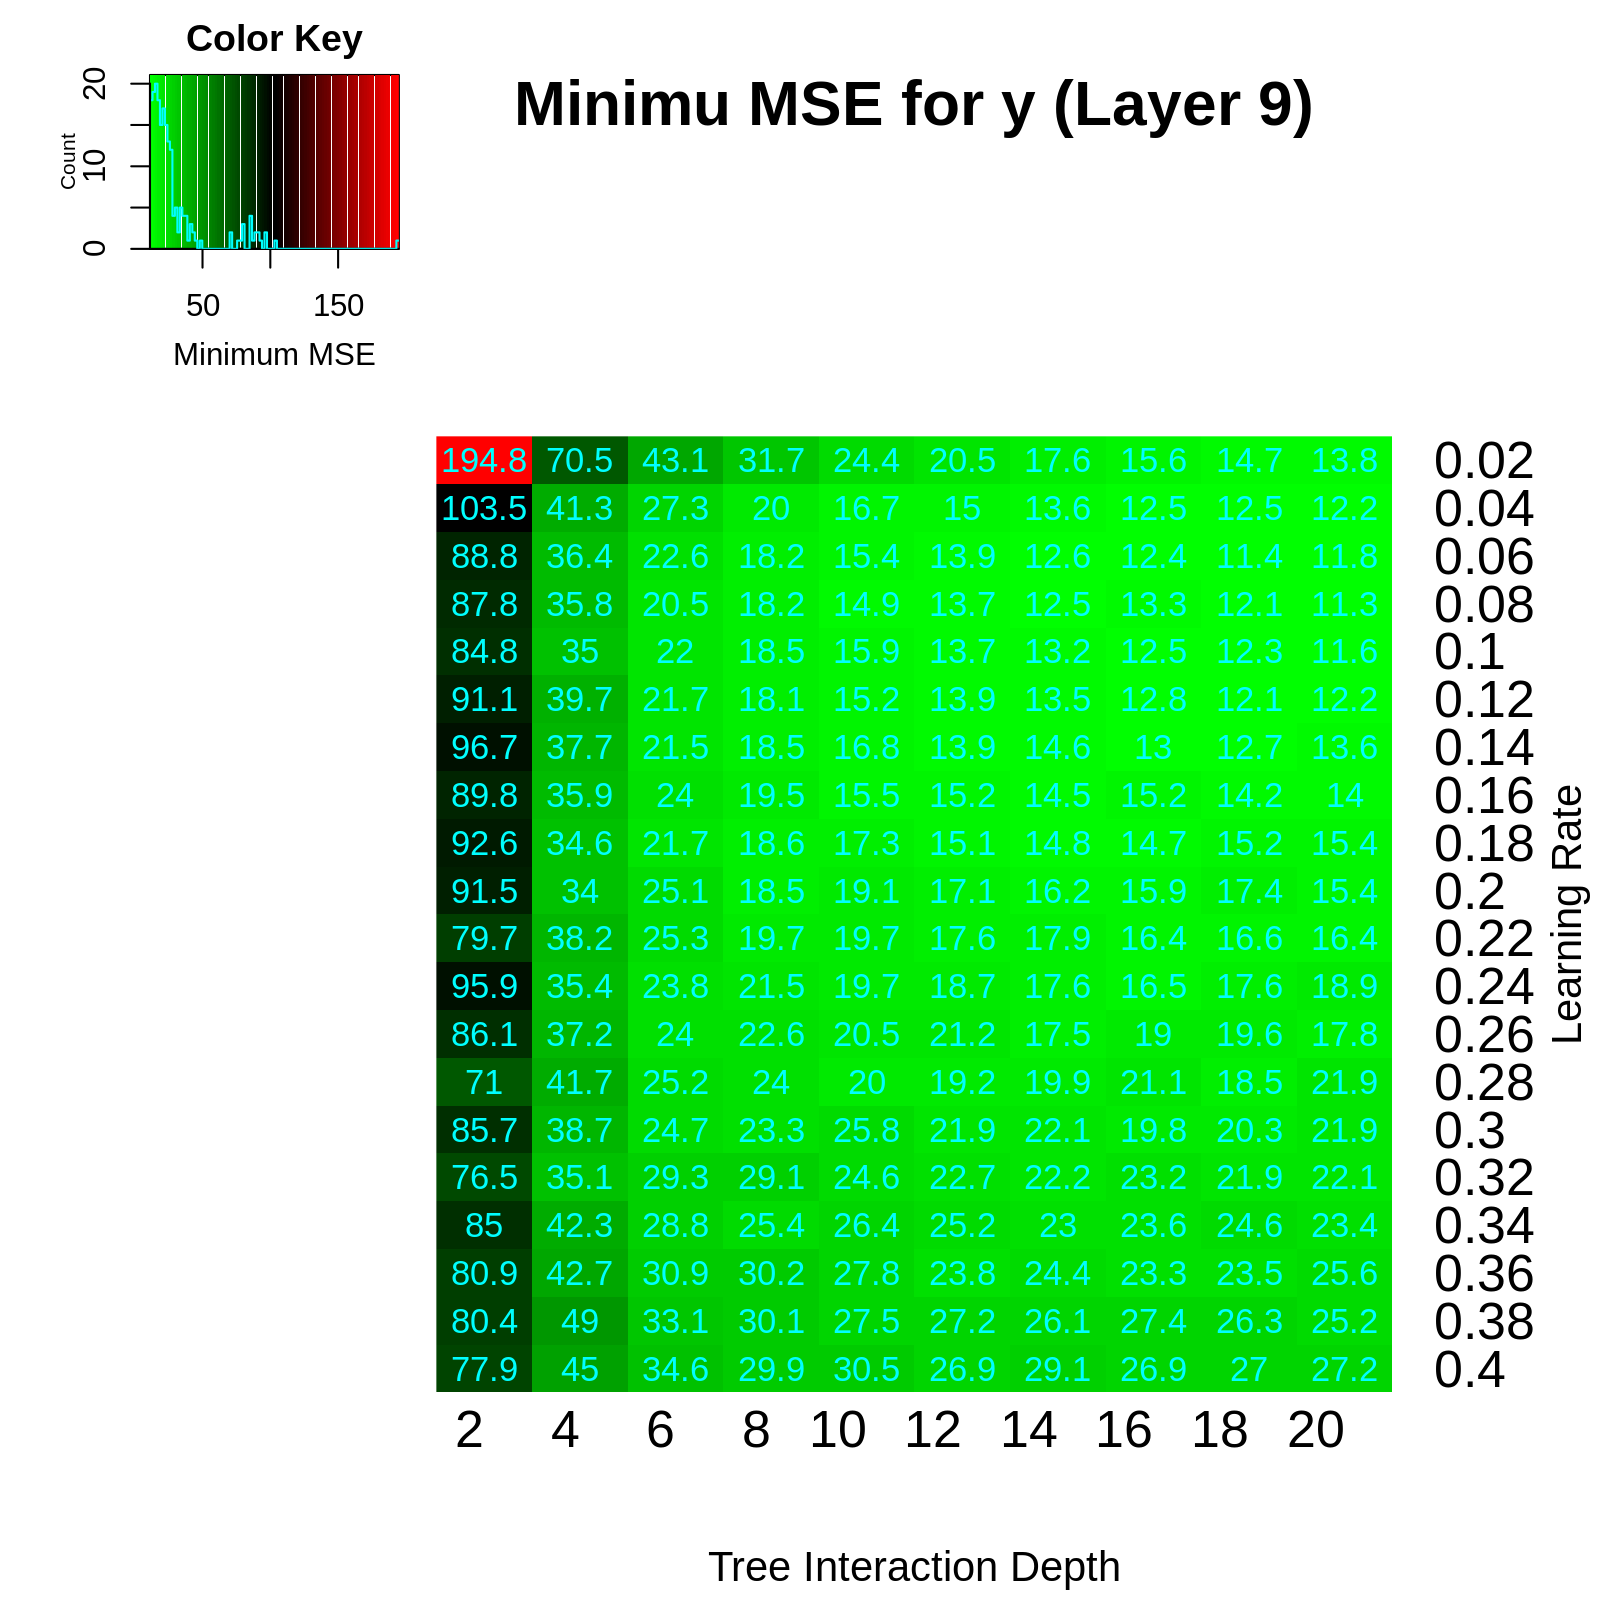 Color Key
Minimu MSE for y (Layer 9)
20
10
0
Count
50 150
Minimum MSE
194.8 70.5 43.1 31.7 24.4 20.5 17.6 15.6 14.7 13.8 0.02
103.5 41.3 27.3 20 16.7 15 13.6 12.5 12.5 12.2 0.04
88.8 36.4 22.6 18.2 15.4 13.9 12.6 12.4 11.4 11.8 0.06
87.8 35.8 20.5 18.2 14.9 13.7 12.5 13.3 12.1 11.3 0.08
84.8 35 22 18.5 15.9 13.7 13.2 12.5 12.3 11.6 0.1
91.1 39.7 21.7 18.1 15.2 13.9 13.5 12.8 12.1 12.2 0.12
96.7 37.7 21.5 18.5 16.8 13.9 14.6 13 12.7 13.6 0.14
89.8 35.9 24 19.5 15.5 15.2 14.5 15.2 14.2 14 0.16
92.6 34.6 21.7 18.6 17.3 15.1 14.8 14.7 15.2 15.4 0.18
91.5 34 25.1 18.5 19.1 17.1 16.2 15.9 17.4 15.4 0.2
79.7 38.2 25.3 19.7 19.7 17.6 17.9 16.4 16.6 16.4 0.22
95.9 35.4 23.8 21.5 19.7 18.7 17.6 16.5 17.6 18.9 0.24
86.1 37.2 24 22.6 20.5 21.2 17.5 19 19.6 17.8 0.26
71 41.7 25.2 24 20 19.2 19.9 21.1 18.5 21.9 0.28
85.7 38.7 24.7 23.3 25.8 21.9 22.1 19.8 20.3 21.9 0.3
76.5 35.1 29.3 29.1 24.6 22.7 22.2 23.2 21.9 22.1 0.32
85 42.3 28.8 25.4 26.4 25.2 23 23.6 24.6 23.4 0.34
80.9 42.7 30.9 30.2 27.8 23.8 24.4 23.3 23.5 25.6 0.36
80.4 49 33.1 30.1 27.5 27.2 26.1 27.4 26.3 25.2 0.38
77.9 45 34.6 29.9 30.5 26.9 29.1 26.9 27 27.2 0.4
Learning Rate
2 4 6 8 10 12 14 16 18 20
Tree Interaction Depth